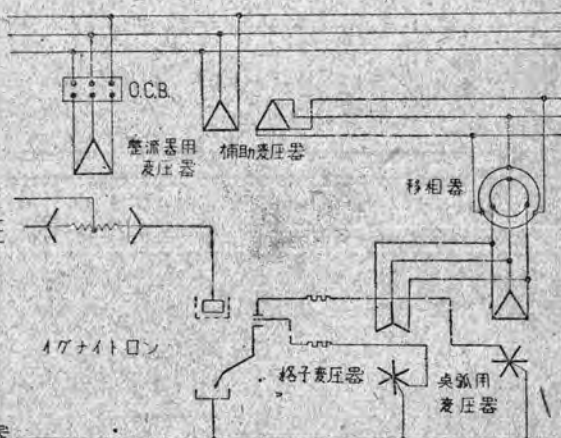 O.C.B.
整流器用
変圧器
補助変圧器
移相器
イグナイトロン
格子変圧器
点弧用
変圧器